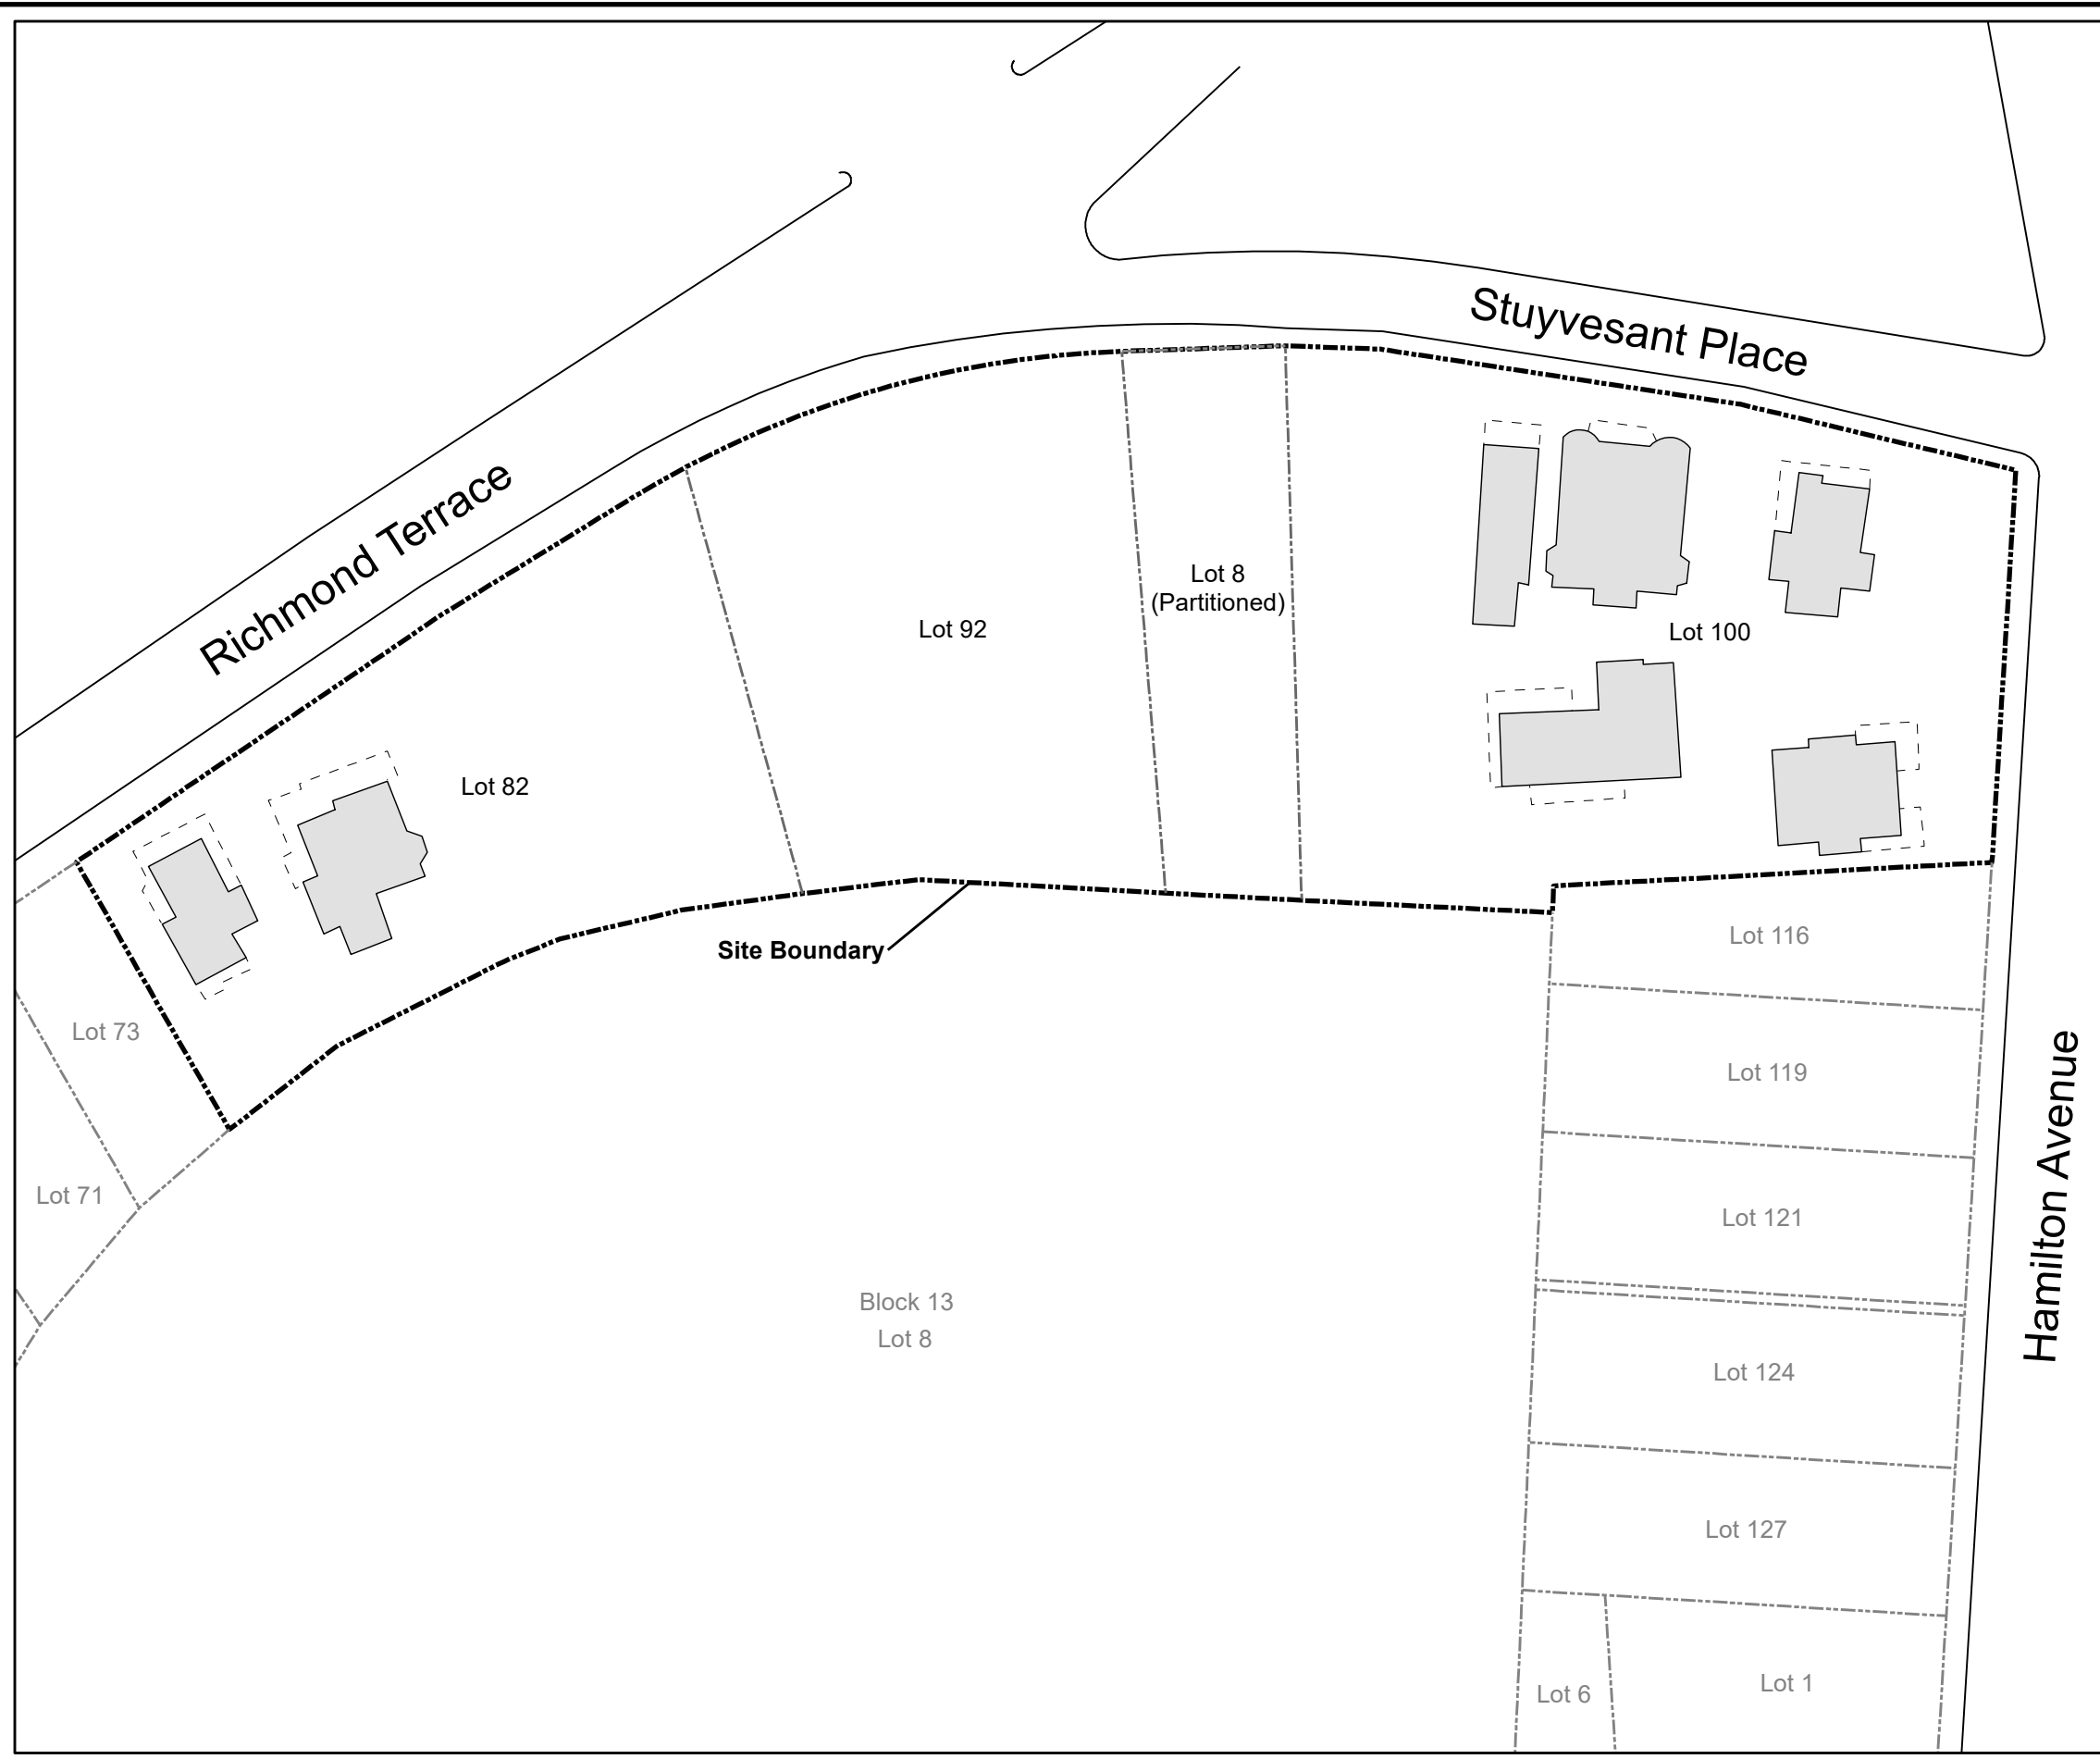 Stuyvesant Place
Richmond Terrace
Lot 8
(Partitioned)
Lot 92
Lot 100
Lot 82
Site Boundary
Lot 116
Lot 73
Lot 119
Hamilton Avenue
Lot 71
Lot 121
Block 13
Lot 8
Lot 124
Lot 127
Lot 6
Lot 1